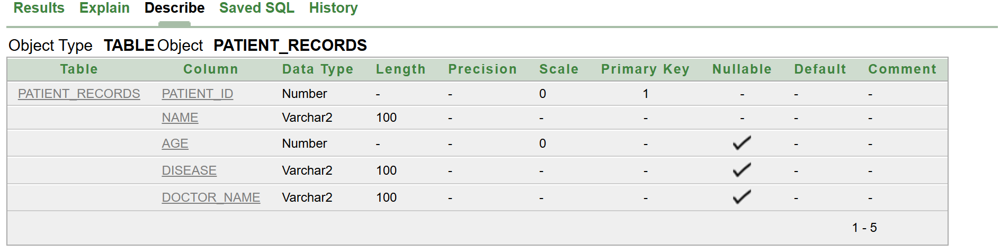 Results Explain Describe Saved SQL History
Object Type TABLE Object PATIENT_RECORDS
Table Column Data Type Length Precision Scale Primary Key Nullable Default Comment
PATIENT_RECORDS PATIENT_ID Number - - 0 1 - - -
NAME Varchar2 100 - - - - - -
AGE Number - - 0 - ✓ - -
DISEASE Varchar2 100 - - - ✓ - -
DOCTOR_NAME Varchar2 100 - - - ✓ - -
1 - 5